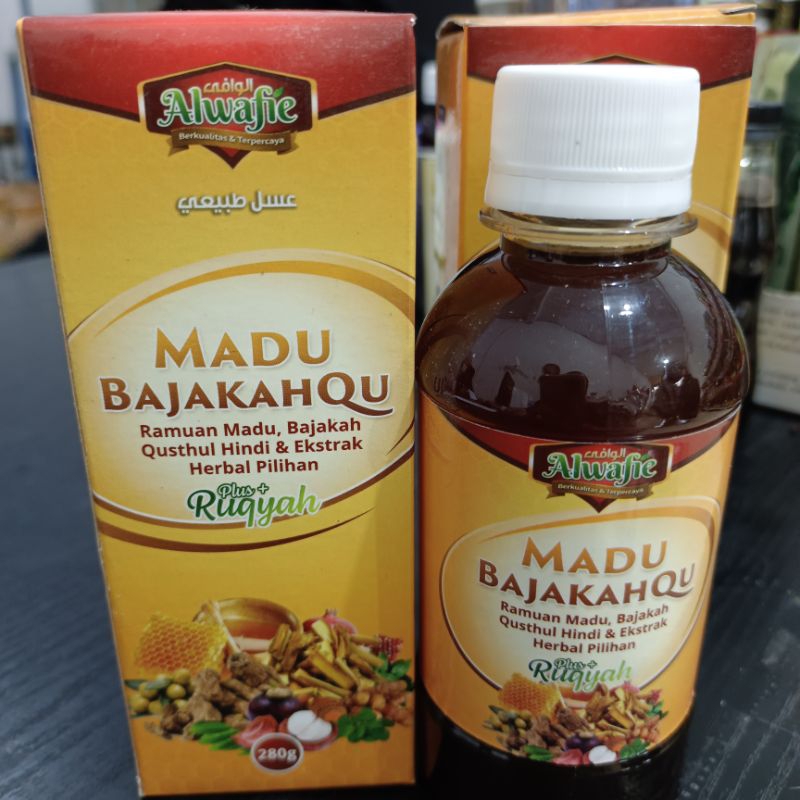 الوافي
Alwafie
Berkualitas & Terpercaya
عسل طبيعي
MADU
BAJAKAHQU
Ramuan Madu, Bajakah
Qusthul Hindi & Ekstrak
Herbal Pilihan
Plus +
Ruqyah
280g
الوافي
Alwafie
Berkualitas & Terpercaya
MADU
BAJAKAHQU
Ramuan Madu, Bajakah
Qusthul Hindi & Ekstrak
Herbal Pilihan
Plus +
Ruqyah